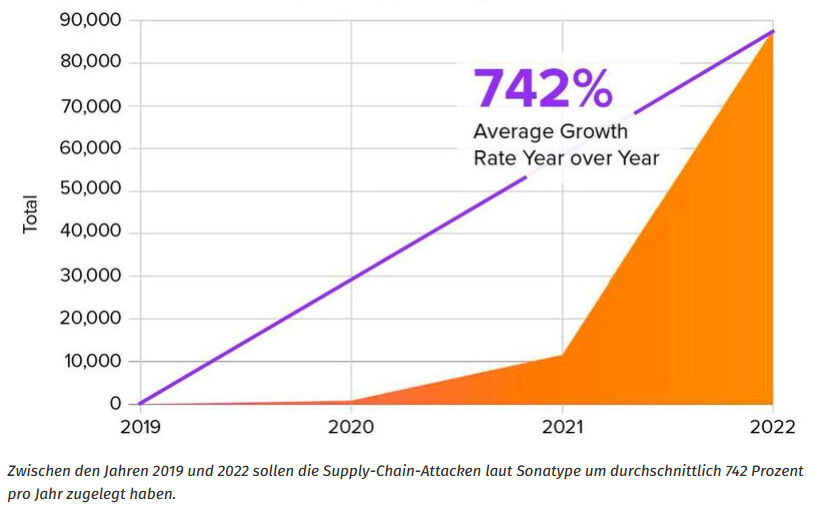 90,000
80,000
70,000
60,000
50,000
40,000
30,000
20,000
10,000
0
Total
742%
Average Growth
Rate Year over Year
2019 2020 2021 2022
Zwischen den Jahren 2019 und 2022 sollen die Supply-Chain-Attacken laut Sonatype um durchschnittlich 742 Prozent
pro Jahr zugelegt haben.